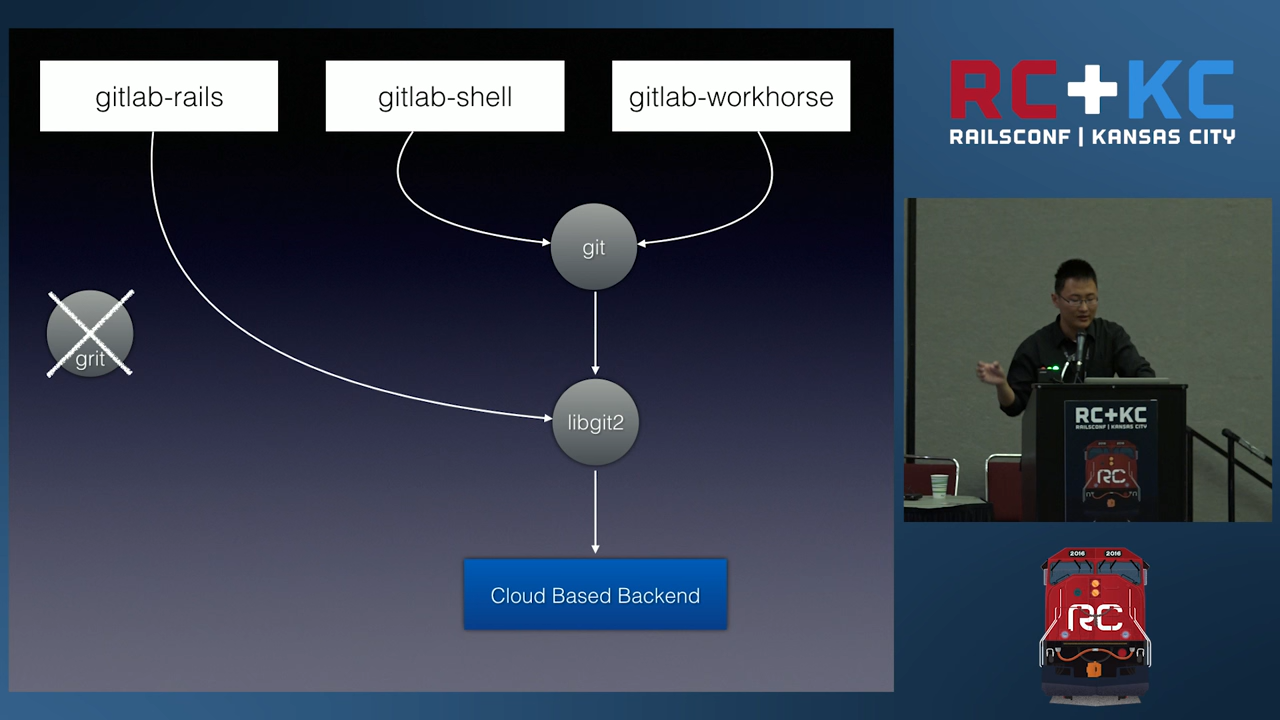 gitlab-rails
gitlab-shell
gitlab-workhorse
git
grit
libgit2
Cloud Based Backend
RC+KC
RAILSCONF | KANSAS CITY
RC+KC
RAILSCONF | KANSAS CITY
RC
2016 2016
RC